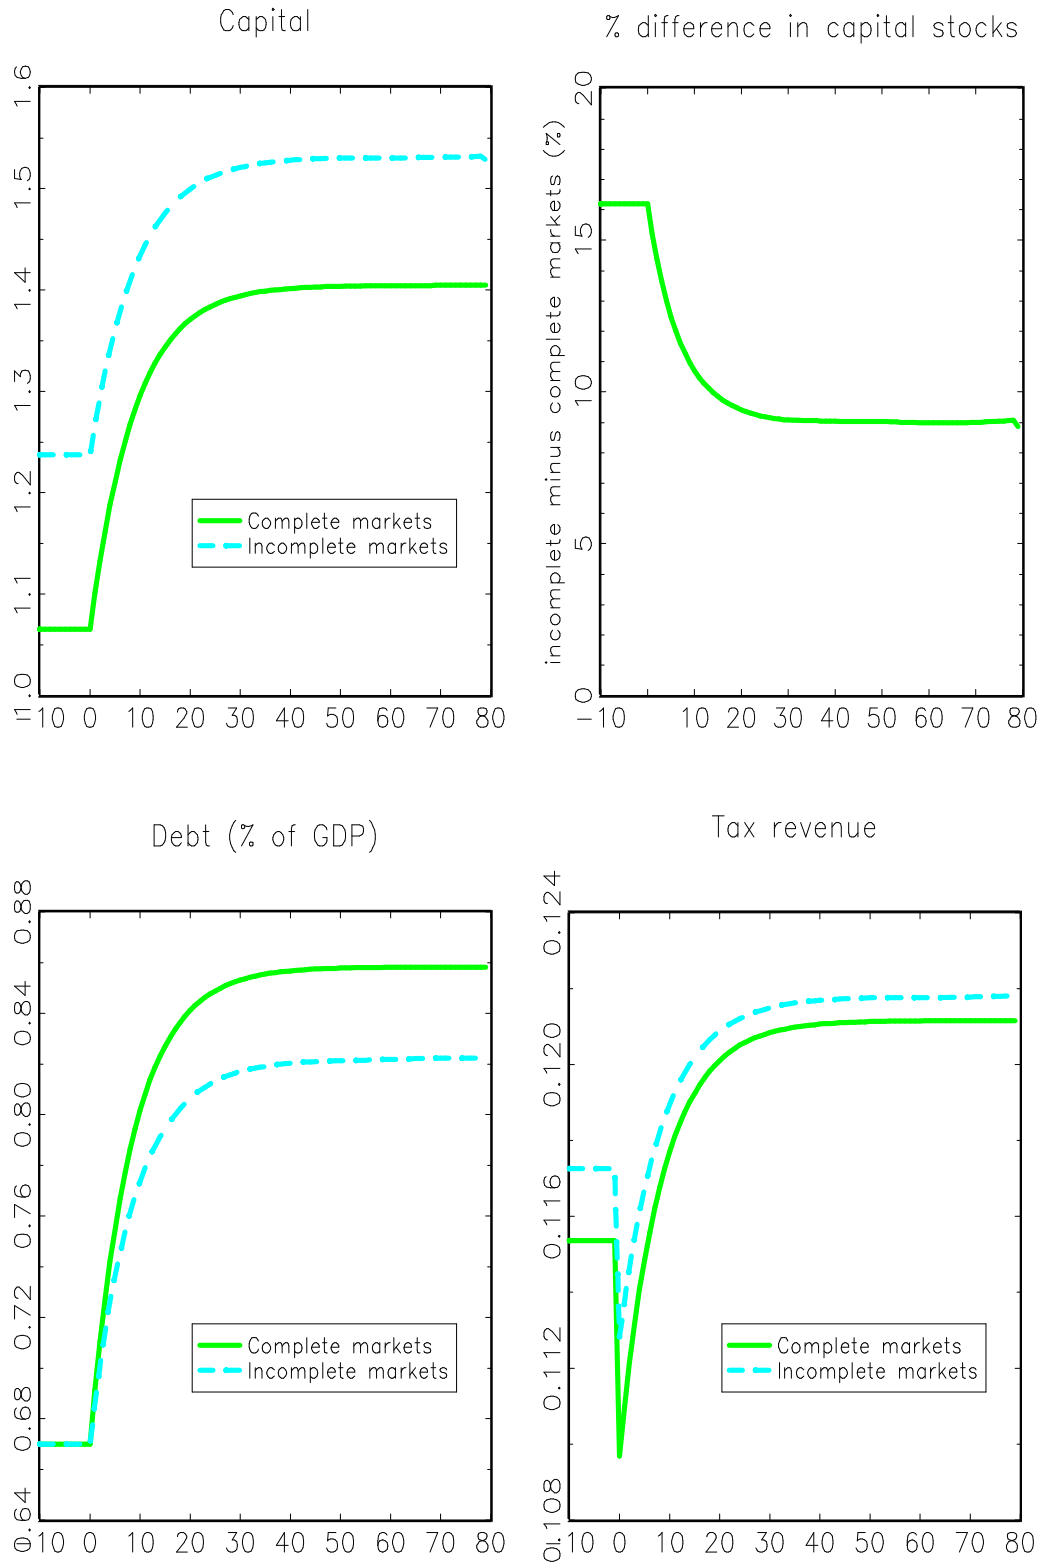 Capital
% difference in capital stocks
1.6
1.5
1.4
1.3
1.2
1.1
1.0
Complete markets
Incomplete markets
-10 0 10 20 30 40 50 60 70 80
incomplete minus complete markets (%)
20
15
10
5
0
-10 10 20 30 40 50 60 70 80
Debt (% of GDP)
Tax revenue
0.88
0.84
0.80
0.76
0.72
0.68
0.64
Complete markets
Incomplete markets
-10 0 10 20 30 40 50 60 70 80
0.124
0.120
0.116
0.112
0.108
Complete markets
Incomplete markets
-10 0 10 20 30 40 50 60 70 80